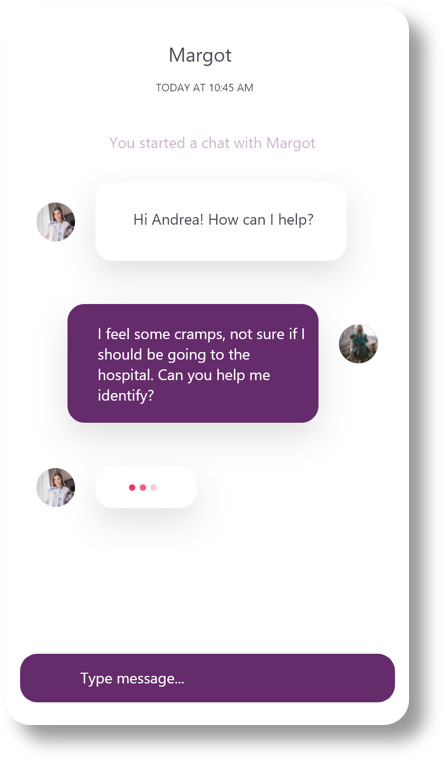 Margot
TODAY AT 10:45 AM
You started a chat with Margot
Hi Andrea! How can I help?
I feel some cramps, not sure if I
should be going to the
hospital. Can you help me
identify?
Type message...